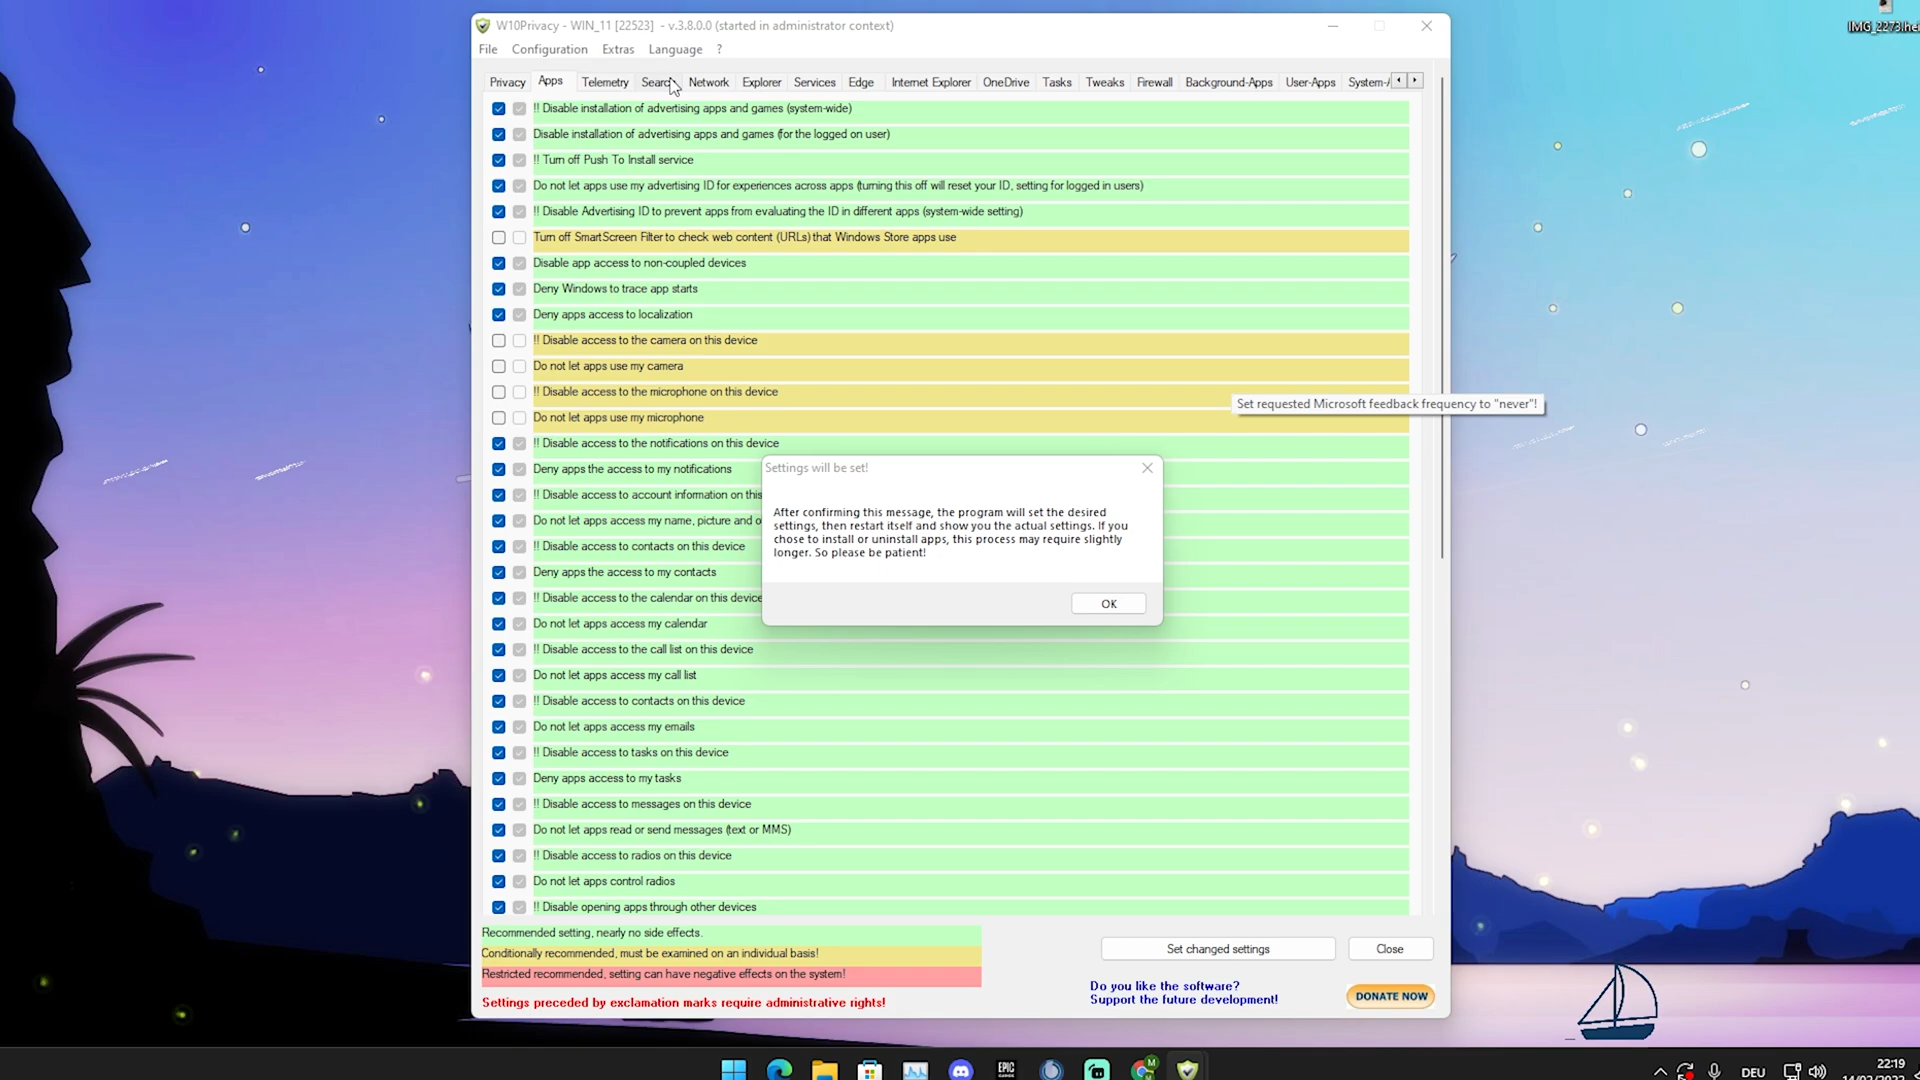 W10Privacy - WIN_11 [22523] - v.3.8.0.0 (started in administrator context)
IMG_2273.hei
File Configuration Extras Language ?
Privacy Apps Telemetry Search Network Explorer Services Edge Internet Explorer OneDrive Tasks Tweaks Firewall Background-Apps User-Apps System-A
!! Disable installation of advertising apps and games (system-wide)
Disable installation of advertising apps and games (for the logged on user)
!! Turn off Push To Install service
Do not let apps use my advertising ID for experiences across apps (turning this off will reset your ID, setting for logged in users)
!! Disable Advertising ID to prevent apps from evaluating the ID in different apps (system-wide setting)
Turn off SmartScreen Filter to check web content (URLs) that Windows Store apps use
Disable app access to non-coupled devices
Deny Windows to trace app starts
Deny apps access to localization
!! Disable access to the camera on this device
Do not let apps use my camera
!! Disable access to the microphone on this device
Set requested Microsoft feedback frequency to "never"!
Do not let apps use my microphone
!! Disable access to the notifications on this device
Deny apps the access to my notifications
!! Disable access to account information on this
Do not let apps access my name, picture and o
!! Disable access to contacts on this device
Deny apps the access to my contacts
!! Disable access to the calendar on this device
Do not let apps access my calendar
!! Disable access to the call list on this device
Do not let apps access my call list
!! Disable access to contacts on this device
Do not let apps access my emails
!! Disable access to tasks on this device
Deny apps access to my tasks
!! Disable access to messages on this device
Do not let apps read or send messages (text or MMS)
!! Disable access to radios on this device
Do not let apps control radios
!! Disable opening apps through other devices
Settings will be set!
After confirming this message, the program will set the desired
settings, then restart itself and show you the actual settings. If you
chose to install or uninstall apps, this process may require slightly
longer. So please be patient!
OK
Recommended setting, nearly no side effects.
Conditionally recommended, must be examined on an individual basis!
Restricted recommended, setting can have negative effects on the system!
Settings preceded by exclamation marks require administrative rights!
Set changed settings
Close
Do you like the software?
Support the future development!
DONATE NOW
EPIC
GAMES
M
DEU
22:19